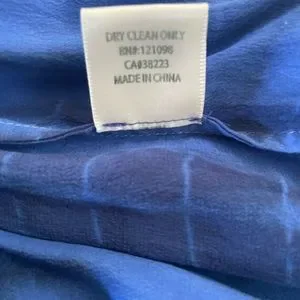 DRY CLEAN ONLY
RN#:121098
CA#38223
MADE IN CHINA